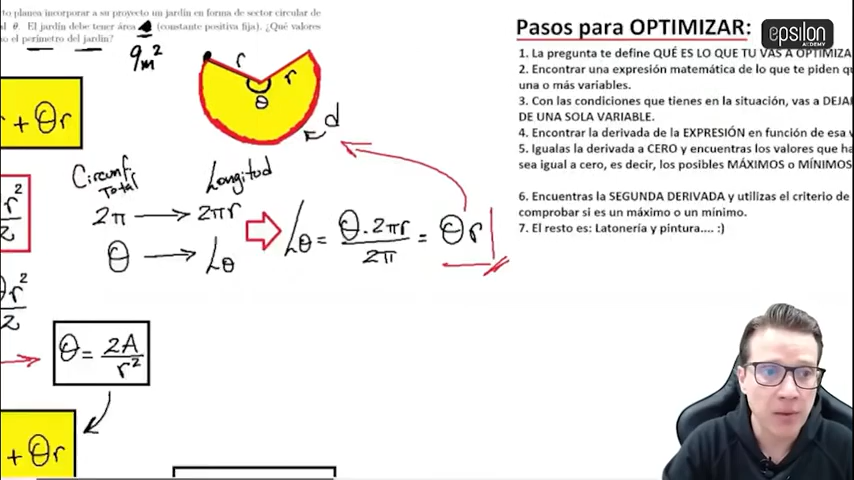 to planea incorporar a su proyecto un jardín en forma de sector circular de
al θ. El jardín debe tener área (constante positiva fija). ¿Qué valores
no el perímetro del jardín?
9m²
r
r
θ
d
+ θr
Circunf. Total
Longitud
2π → 2πr
θ → Lθ
Lθ = θ·2πr / 2π = θr
r² / 2
θr² / 2
θ = 2A / r²
+ θr
Pasos para OPTIMIZAR:
epsilon
ACADEMY
1. La pregunta te define QUÉ ES LO QUE TU VAS A OPTIMIZA
2. Encontrar una expresión matemática de lo que te piden qu
una o más variables.
3. Con las condiciones que tienes en la situación, vas a DEJAR
DE UNA SOLA VARIABLE.
4. Encontrar la derivada de la EXPRESIÓN en función de esa v
5. Igualas la derivada a CERO y encuentras los valores que ha
sea igual a cero, es decir, los posibles MÁXIMOS o MÍNIMOS
6. Encuentras la SEGUNDA DERIVADA y utilizas el criterio de
comprobar si es un máximo o un mínimo.
7. El resto es: Latonería y pintura.... :)